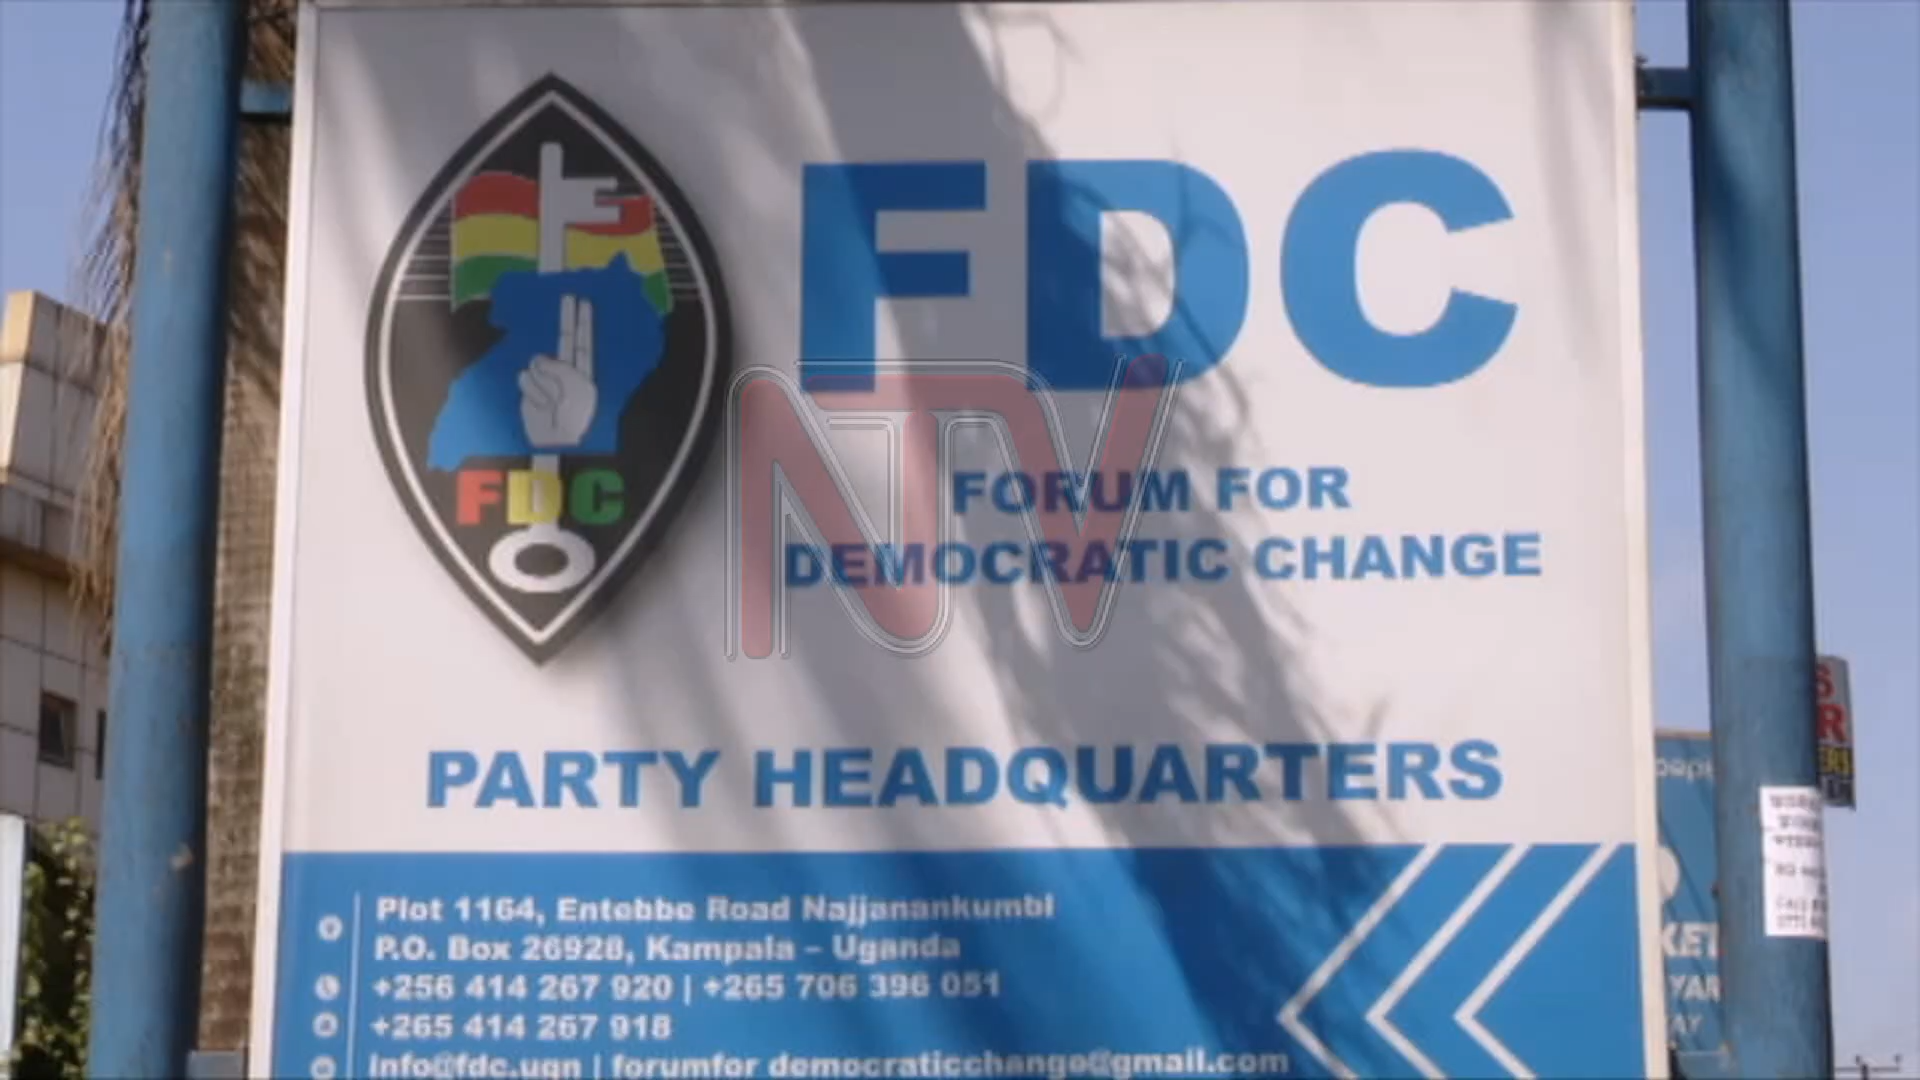 FDC
FDC
FORUM FOR
DEMOCRATIC CHANGE
NTV
PARTY HEADQUARTERS
Plot 1164, Entebbe Road Najjanankumbi
P.O. Box 26928, Kampala – Uganda
+256 414 267 920 | +265 706 396 051
+265 414 267 918
info@fdc.ugn | forumfor democraticchange@gmail.com